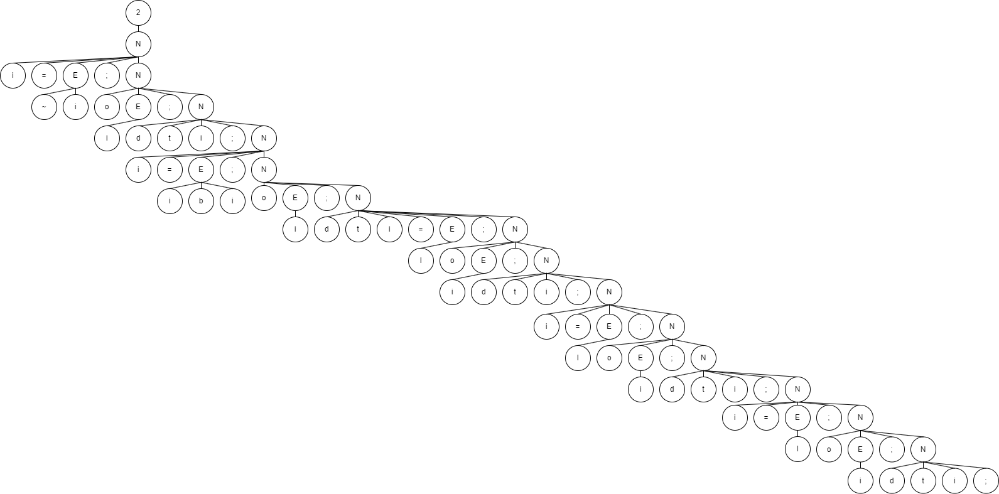 2
N
i = E ; N
~ i o E ; N
i d t i ; N
i = E ; N
i b i o E ; N
i d t i = E ; N
l o E ; N
i d t i ; N
i = E ; N
l o E ; N
i d t i ; N
i = E ; N
l o E ; N
i d t i ;